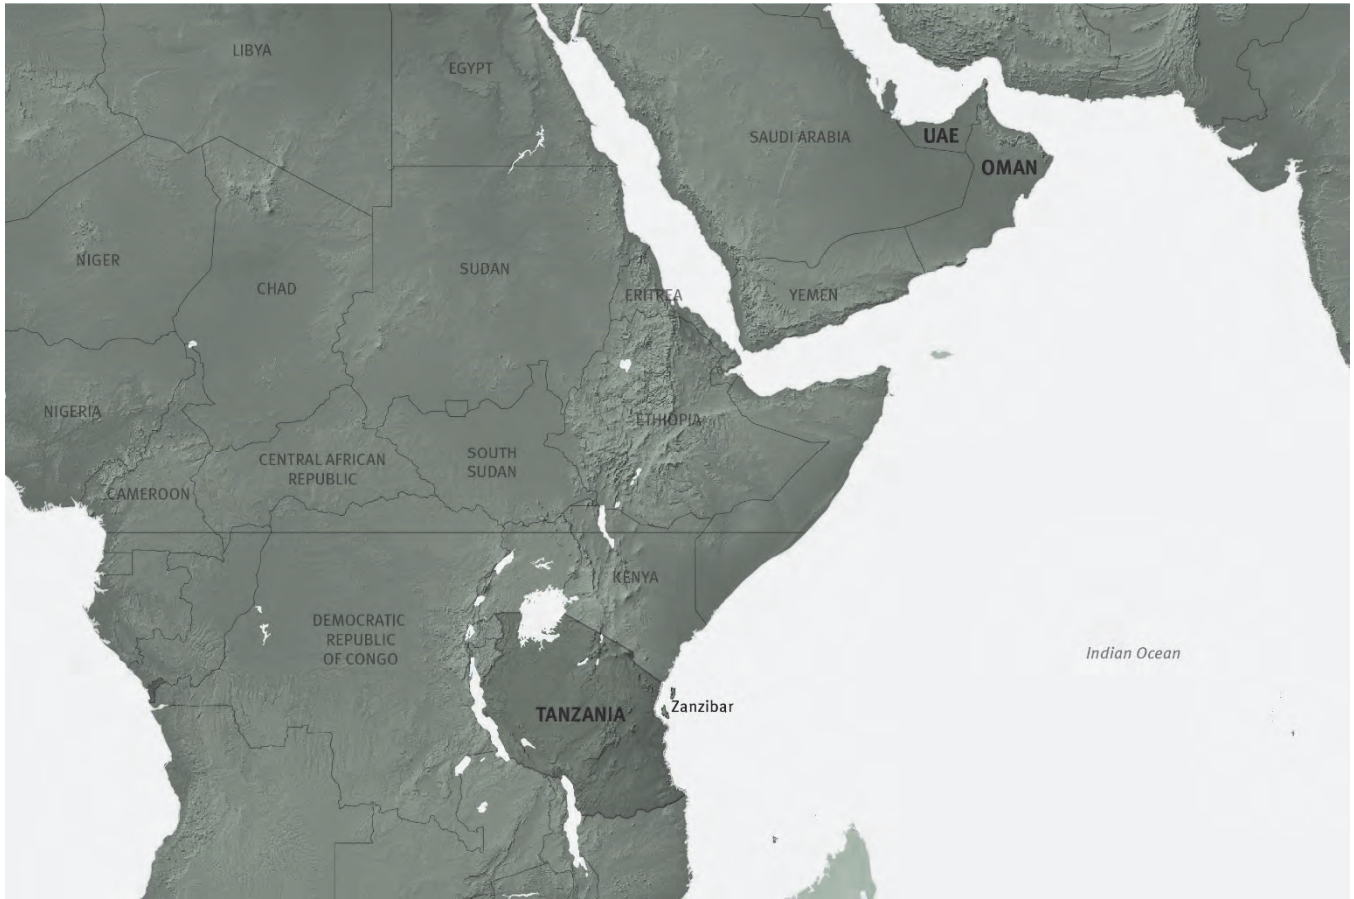 LIBYA
EGYPT
SAUDI ARABIA
UAE
OMAN
NIGER
CHAD
SUDAN
ERITREA
YEMEN
NIGERIA
ETHIOPIA
CENTRAL AFRICAN
REPUBLIC
SOUTH
SUDAN
CAMEROON
KENYA
DEMOCRATIC
REPUBLIC
OF CONGO
Indian Ocean
TANZANIA
Zanzibar